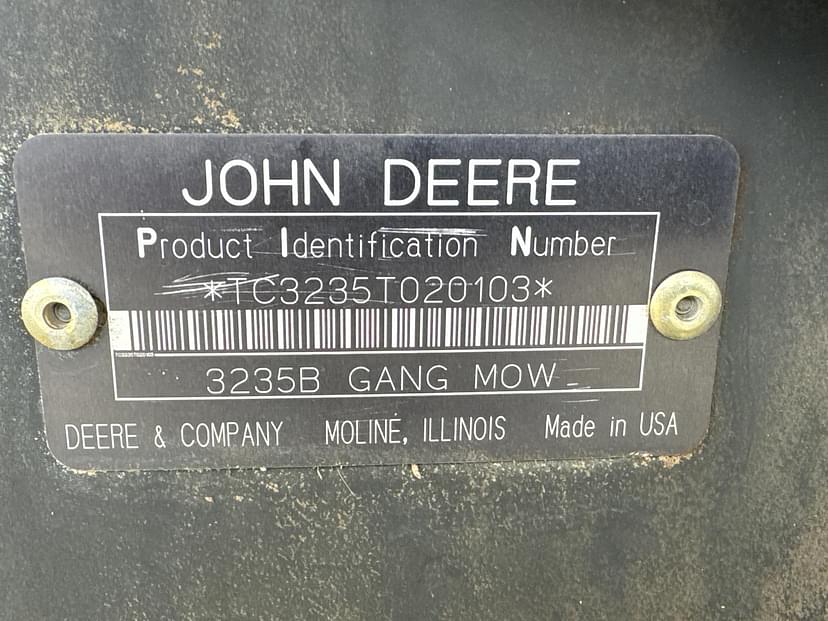 JOHN DEERE
Product Identification Number
*TC3235T020103*
3235B GANG MOW
DEERE & COMPANY MOLINE, ILLINOIS Made in USA